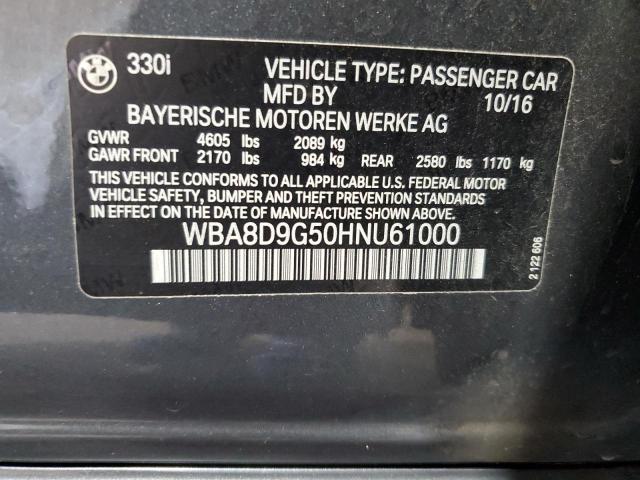 330i VEHICLE TYPE: PASSENGER CAR
MFD BY 10/16
BAYERISCHE MOTOREN WERKE AG
GVWR 4605 lbs 2089 kg
GAWR FRONT 2170 lbs 984 kg REAR 2580 lbs 1170 kg
THIS VEHICLE CONFORMS TO ALL APPLICABLE U.S. FEDERAL MOTOR
VEHICLE SAFETY, BUMPER AND THEFT PREVENTION STANDARDS
IN EFFECT ON THE DATE OF MANUFACTURE SHOWN ABOVE.
WBA8D9G50HNU61000
2 122 606